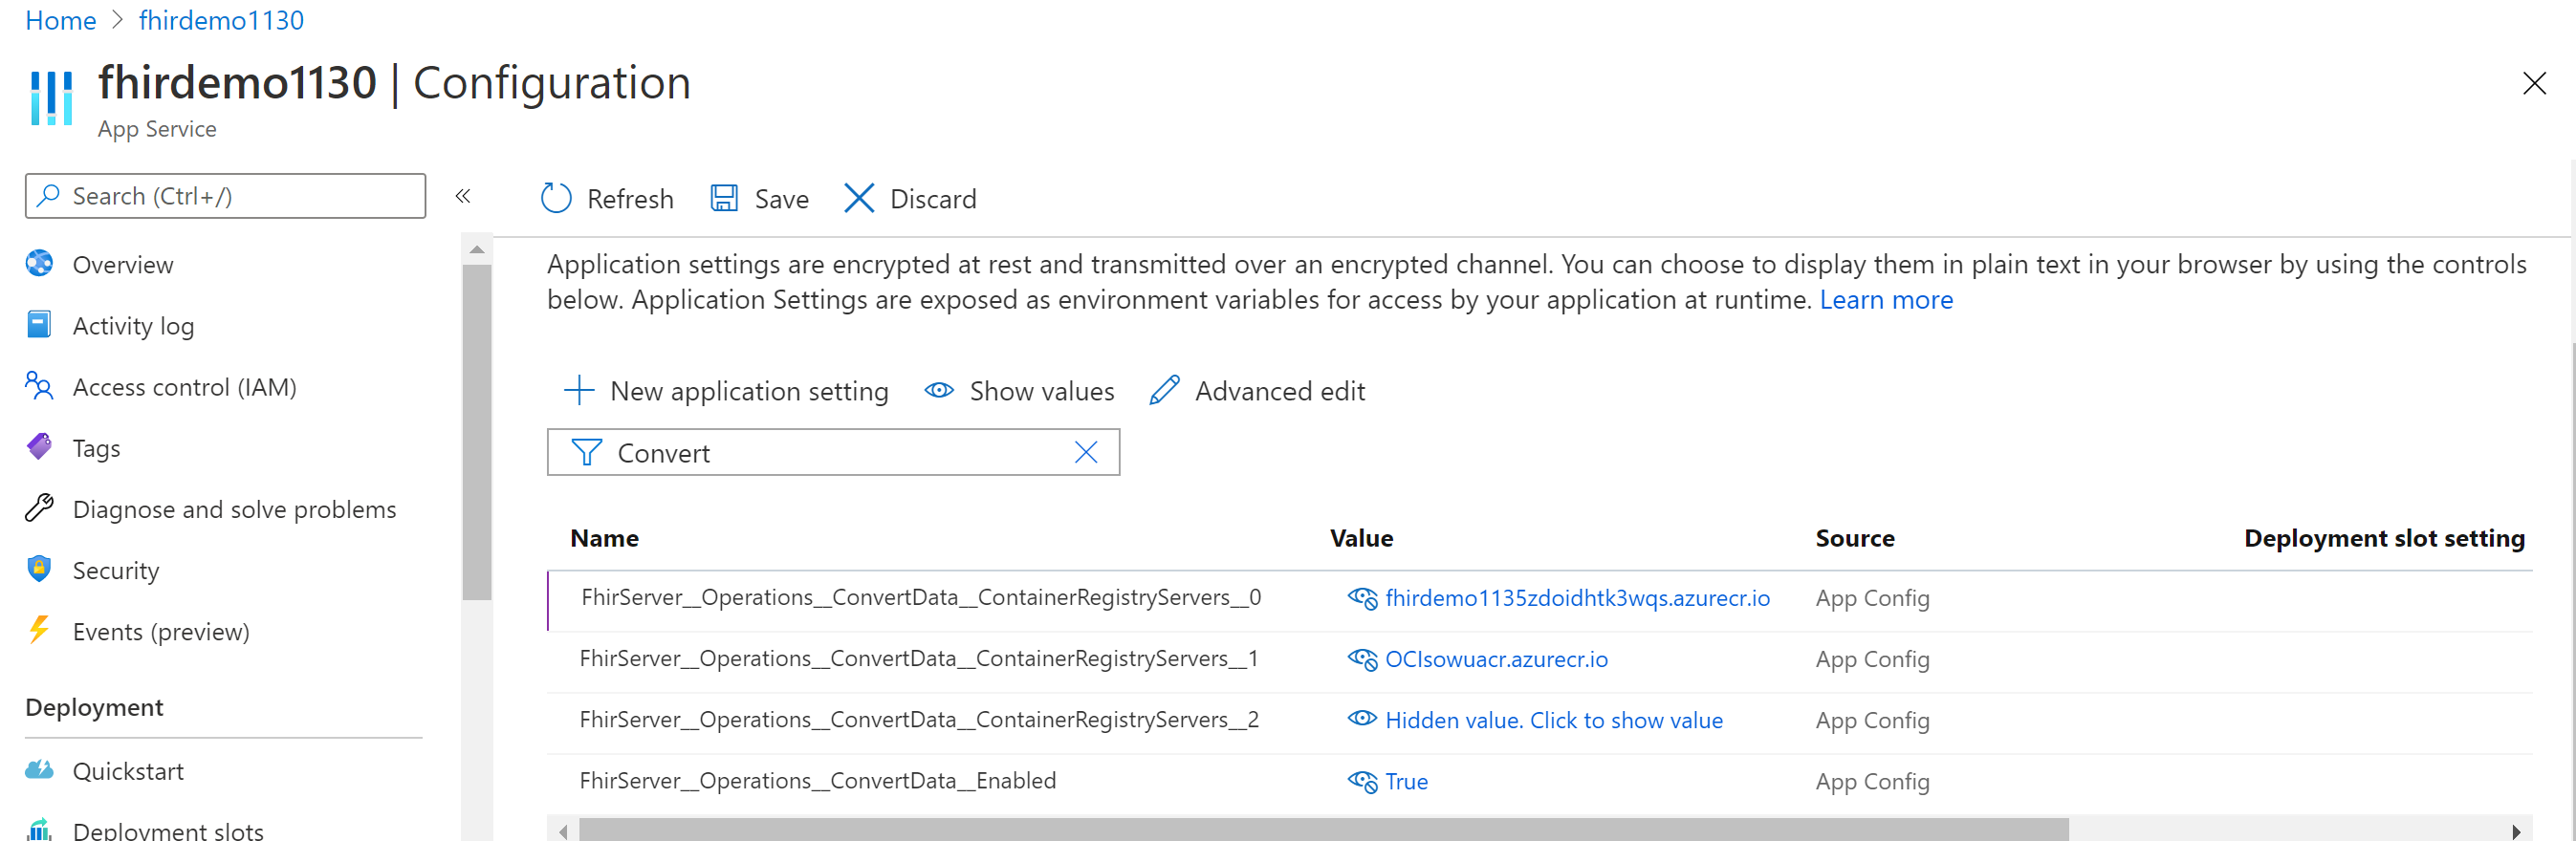 Home > fhirdemo1130
fhirdemo1130 | Configuration
App Service
Search (Ctrl+/)
«
Refresh
Save
Discard
Overview
Activity log
Access control (IAM)
Tags
Diagnose and solve problems
Security
Events (preview)
Deployment
Quickstart
Deployment slots
Application settings are encrypted at rest and transmitted over an encrypted channel. You can choose to display them in plain text in your browser by using the controls
below. Application Settings are exposed as environment variables for access by your application at runtime. Learn more
New application setting
Show values
Advanced edit
Convert
Name Value Source Deployment slot setting
FhirServer__Operations__ConvertData__ContainerRegistryServers__0 fhirdemo1135zdoidhtk3wqs.azurecr.io App Config
FhirServer__Operations__ConvertData__ContainerRegistryServers__1 OCIsowuacr.azurecr.io App Config
FhirServer__Operations__ConvertData__ContainerRegistryServers__2 Hidden value. Click to show value App Config
FhirServer__Operations__ConvertData__Enabled True App Config